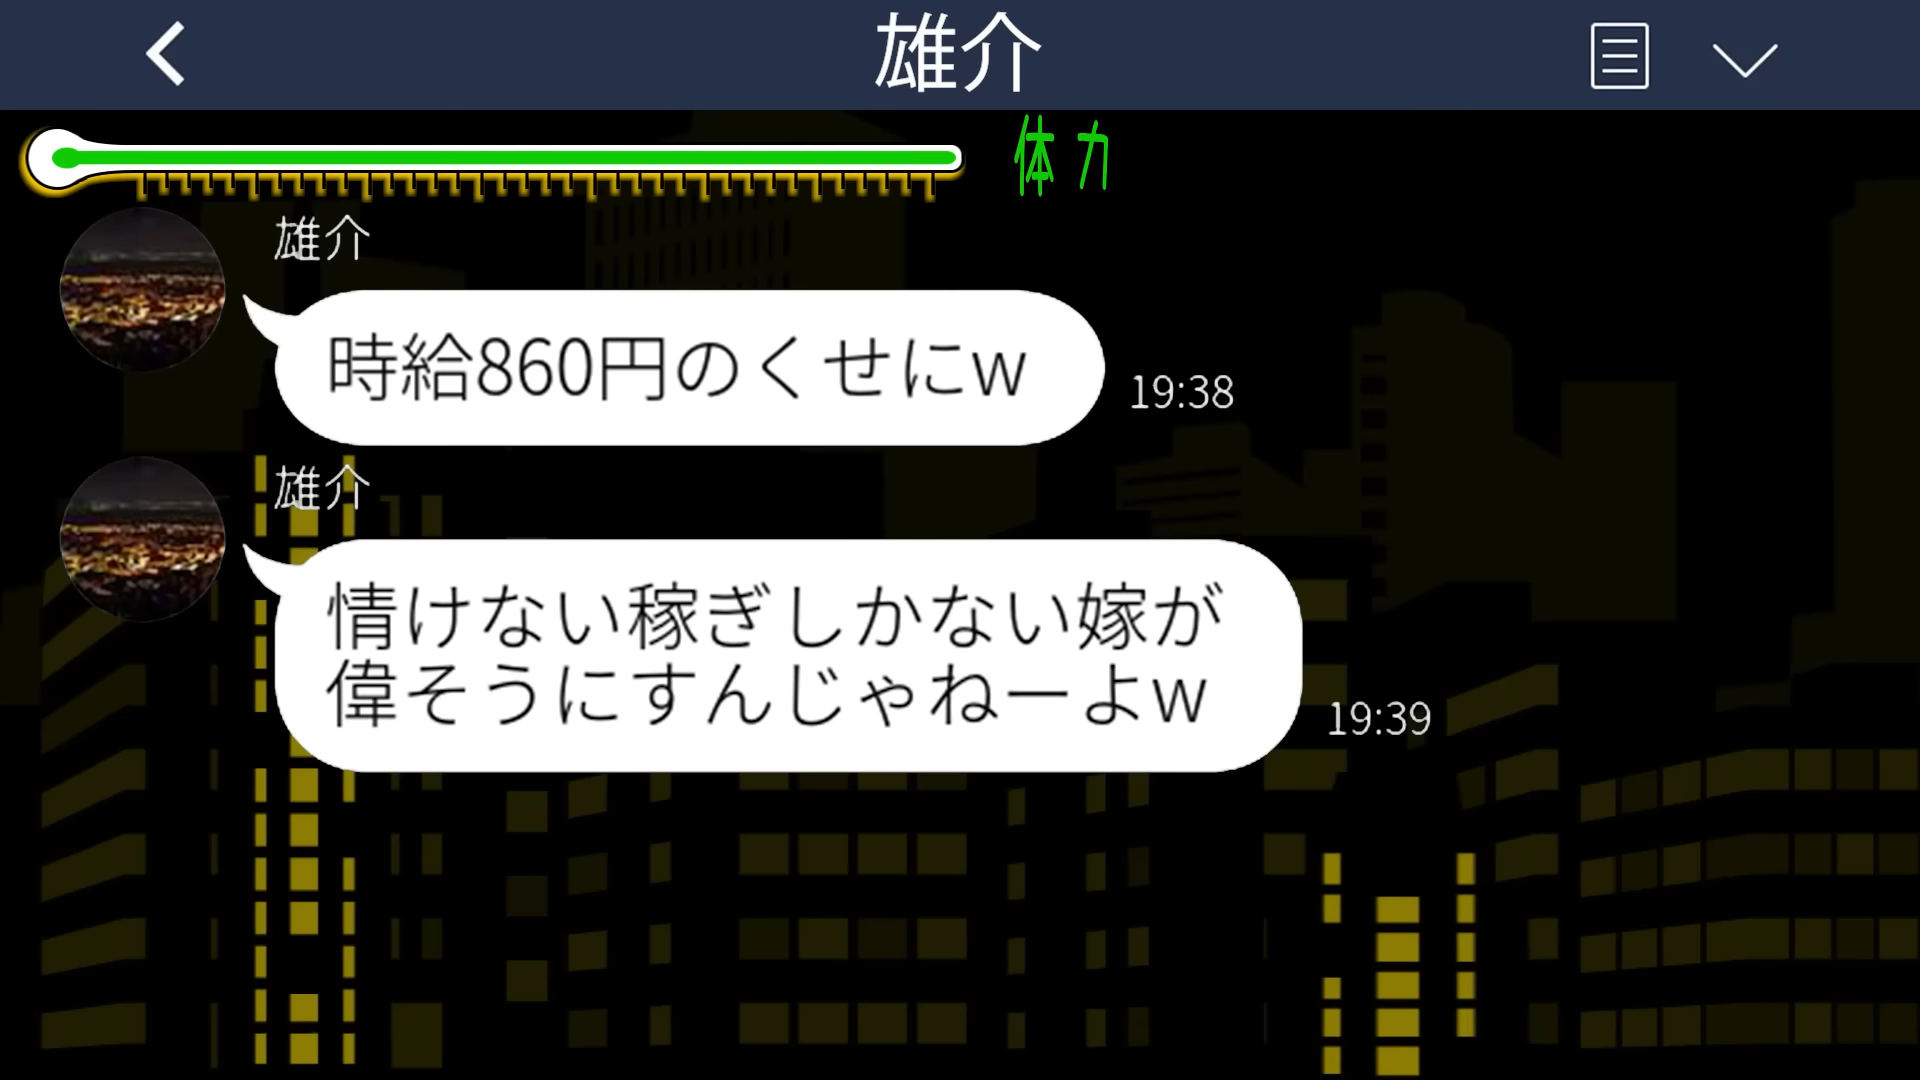 雄介
体力
雄介
時給860円のくせにw
19:38
雄介
情けない稼ぎしかない嫁が
偉そうにすんじゃねーよw
19:39